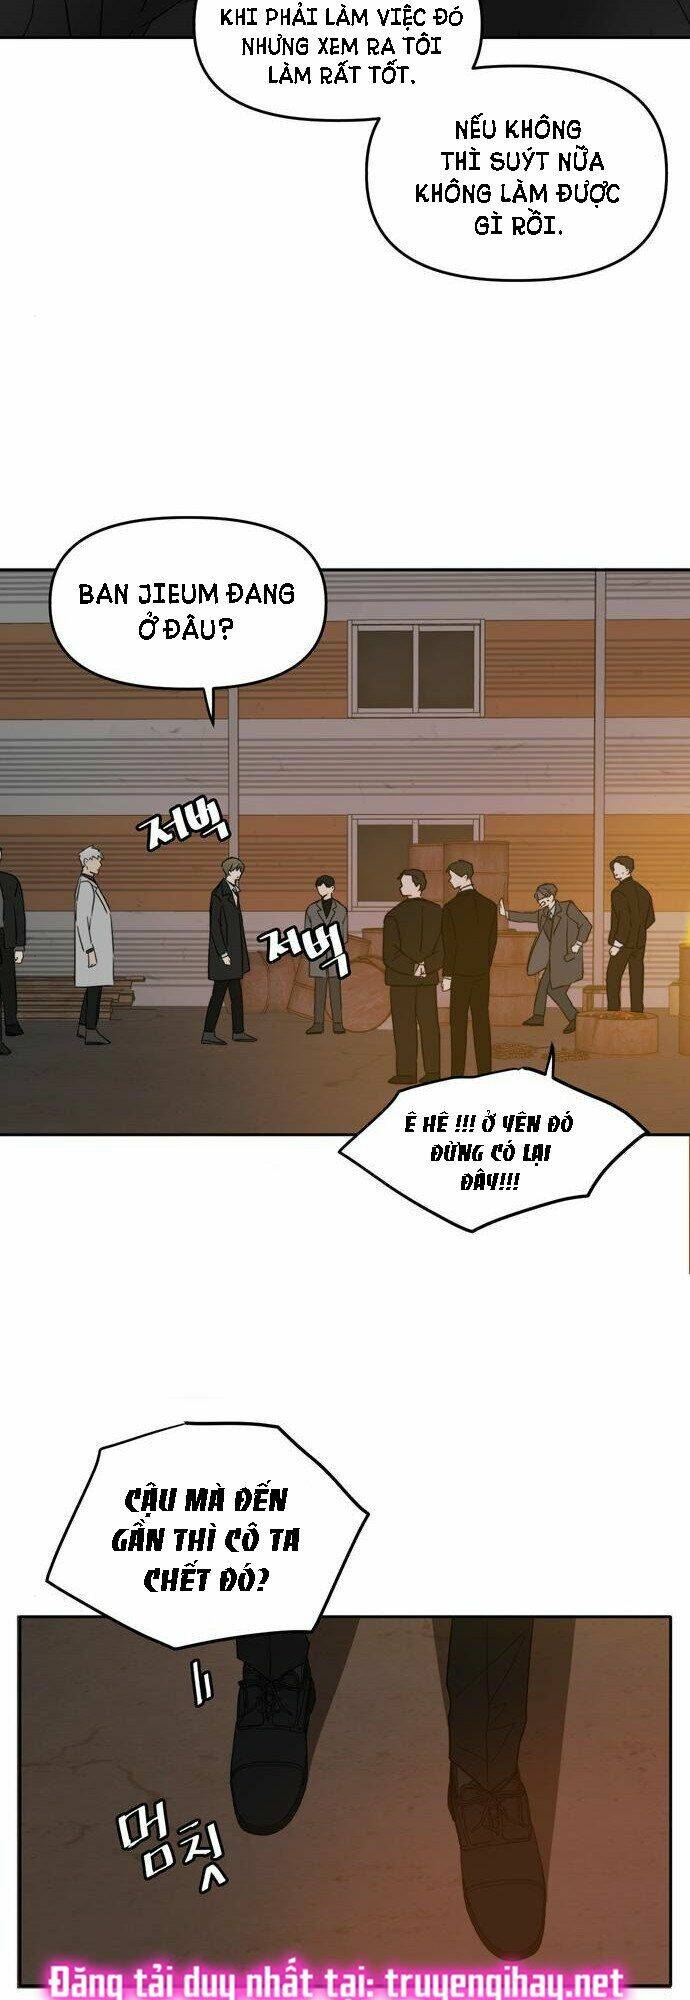 KHI PHẢI LÀM VIỆC ĐÓ
NHƯNG XEM RA TÔI
LÀM RẤT TỐT.
NẾU KHÔNG
THÌ SUÝT NỮA
KHÔNG LÀM ĐƯỢC
GÌ RỒI.
BAN JIEUM ĐANG
Ở ĐÂU?
저벅
저벅
Ê HÊ !!! Ở YÊN ĐÓ
ĐỪNG CÓ LẠI
ĐÂY!!!
CẬU MÀ ĐẾN
GẦN THÌ CÔ TA
CHẾT ĐÓ?
멈칫
Đăng tải duy nhất tại: truyengihay.net